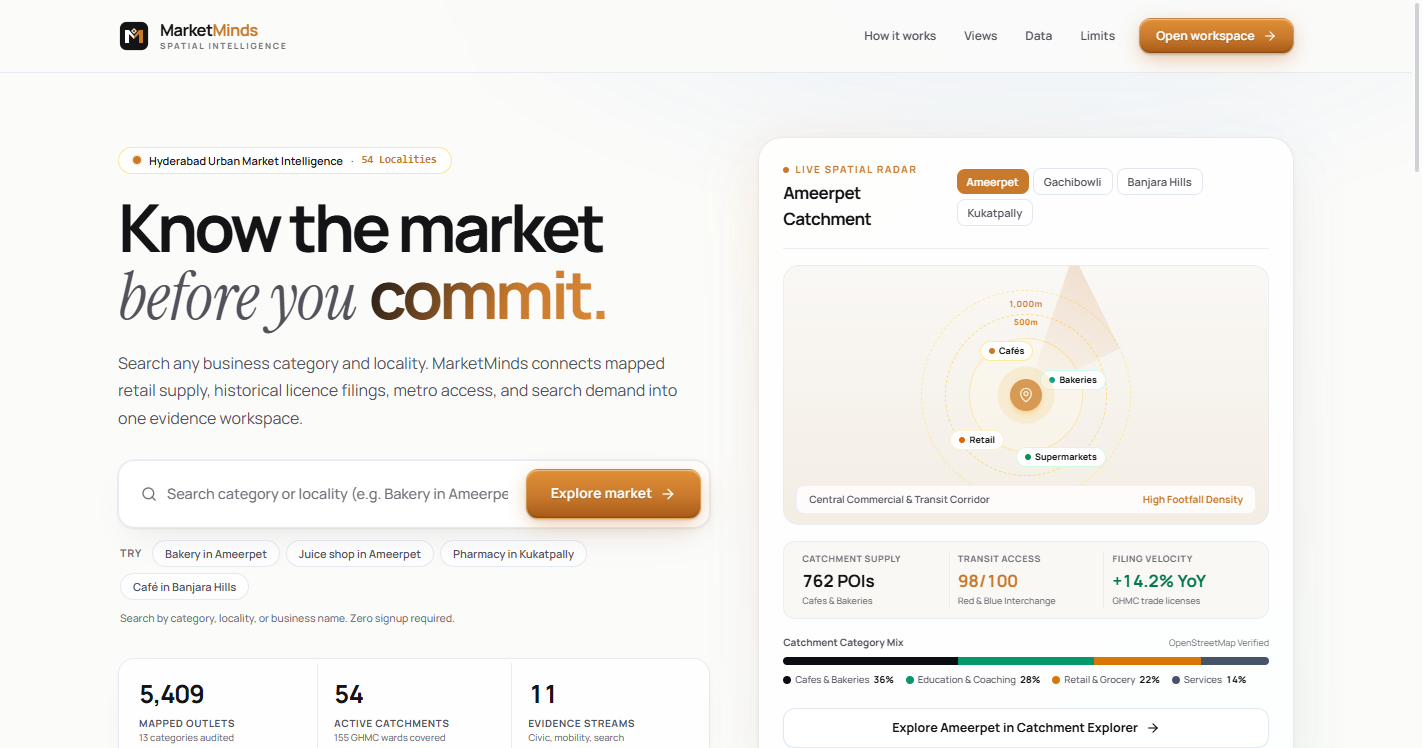 MarketMinds
SPATIAL INTELLIGENCE
How it works
Views
Data
Limits
Open workspace →
Hyderabad Urban Market Intelligence · 54 Localities
Know the market
before you commit.
Search any business category and locality. MarketMinds connects mapped
retail supply, historical licence filings, metro access, and search demand into
one evidence workspace.
Search category or locality (e.g. Bakery in Ameerpe
Explore market →
TRY
Bakery in Ameerpet
Juice shop in Ameerpet
Pharmacy in Kukatpally
Café in Banjara Hills
Search by category, locality, or business name. Zero signup required.
5,409
MAPPED OUTLETS
13 categories audited
54
ACTIVE CATCHMENTS
155 GHMC wards covered
11
EVIDENCE STREAMS
Civic, mobility, search
LIVE SPATIAL RADAR
Ameerpet
Catchment
Ameerpet
Gachibowli
Banjara Hills
Kukatpally
1,000m
500m
Cafés
Bakeries
Retail
Supermarkets
Central Commercial & Transit Corridor
High Footfall Density
CATCHMENT SUPPLY
762 POIs
Cafes & Bakeries
TRANSIT ACCESS
98/100
Red & Blue Interchange
FILING VELOCITY
+14.2% YoY
GHMC trade licenses
Catchment Category Mix
OpenStreetMap Verified
Cafes & Bakeries 36%
Education & Coaching 28%
Retail & Grocery 22%
Services 14%
Explore Ameerpet in Catchment Explorer →